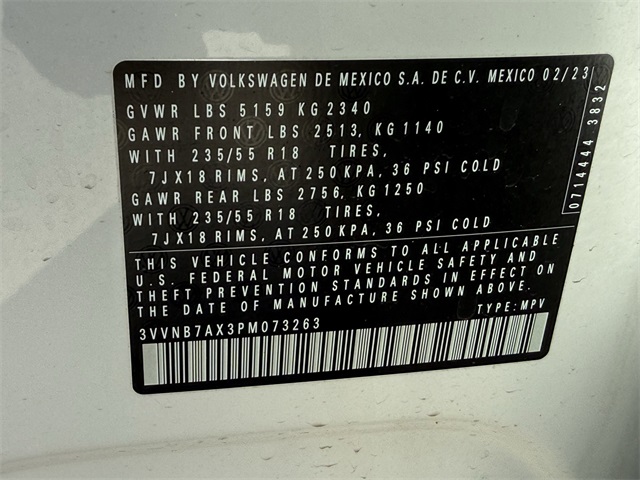 MFD BY VOLKSWAGEN DE MEXICO S.A. DE C.V. MEXICO 02/23
GVWR LBS 5159 KG 2340
GAWR FRONT LBS 2513, KG 1140
WITH 235/55 R18 TIRES,
7JX18 RIMS, AT 250 KPA, 36 PSI COLD
GAWR REAR LBS 2756, KG 1250
WITH 235/55 R18 TIRES,
7JX18 RIMS, AT 250 KPA, 36 PSI COLD
THIS VEHICLE CONFORMS TO ALL APPLICABLE
U.S. FEDERAL MOTOR VEHICLE SAFETY AND
THEFT PREVENTION STANDARDS IN EFFECT ON
THE DATE OF MANUFACTURE SHOWN ABOVE.
3VVNB7AX3PM073263 TYPE: MPV
0714444 3832